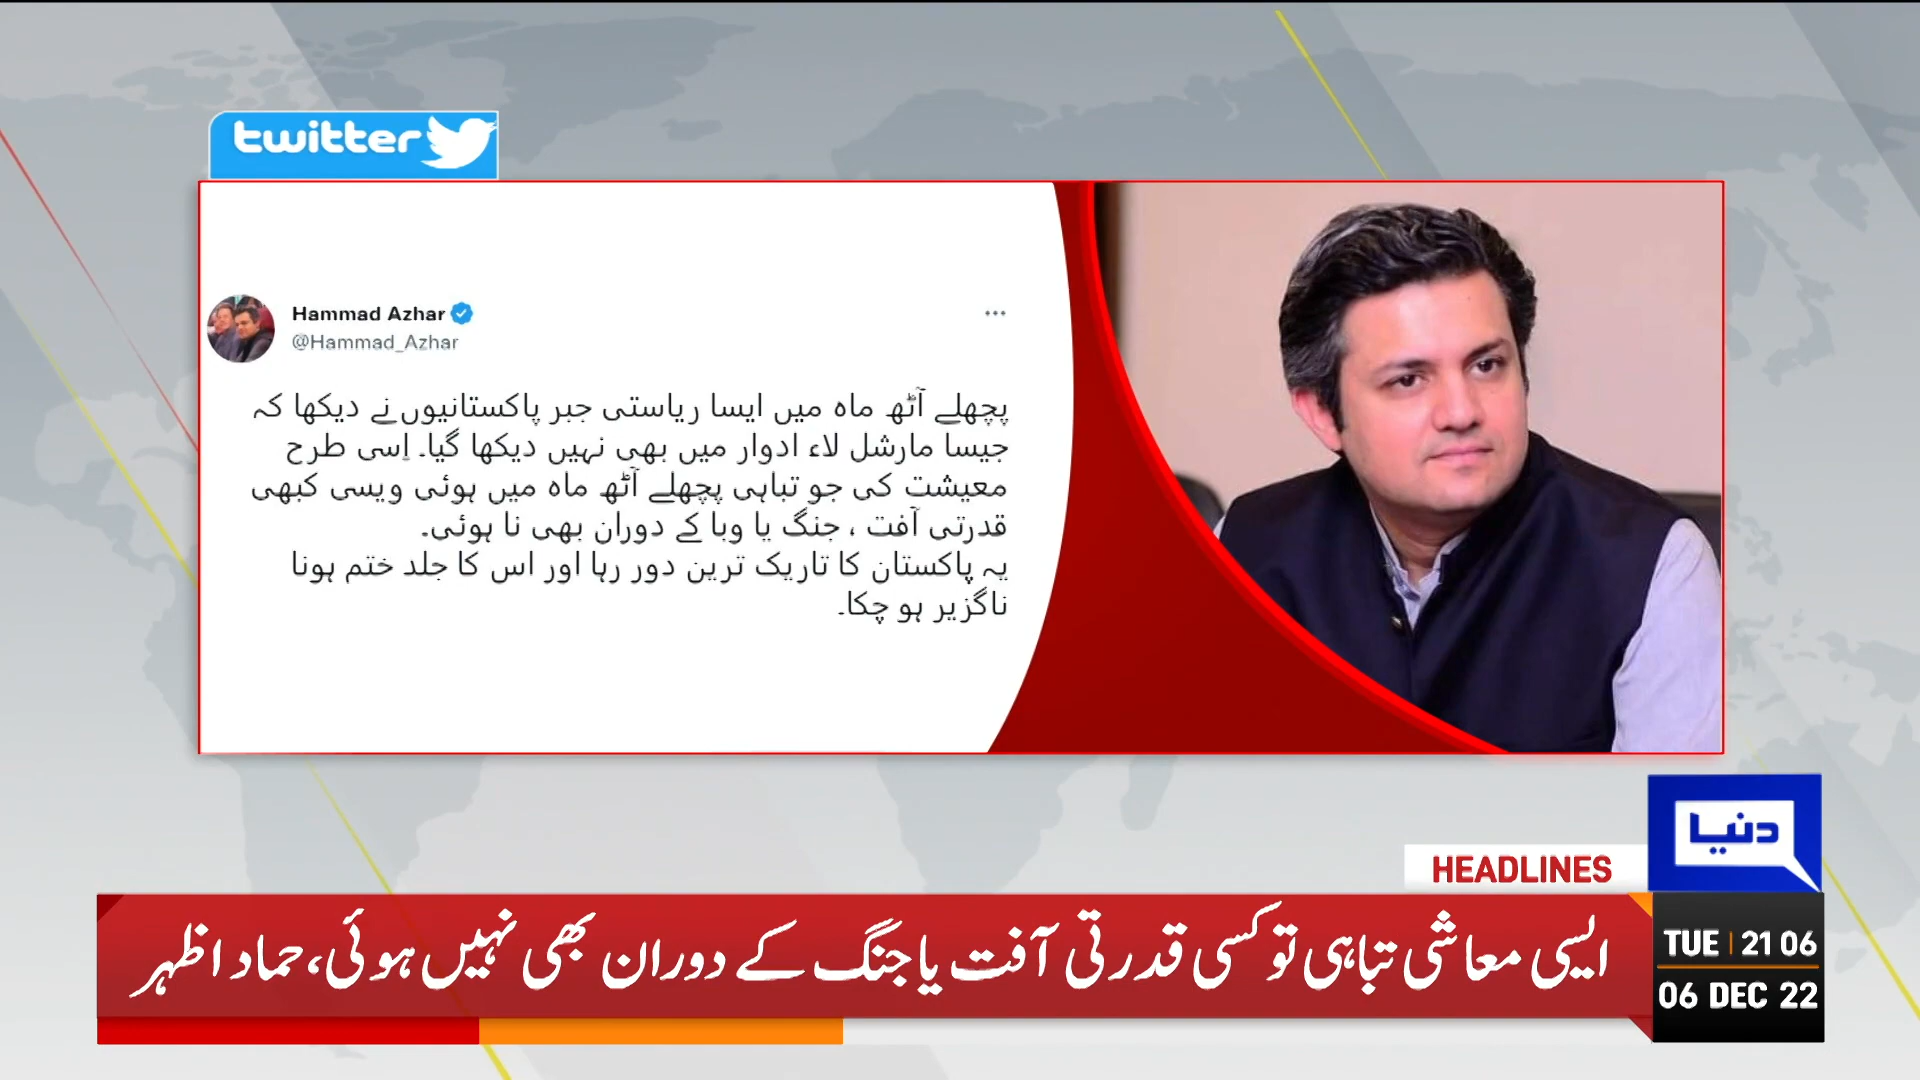 twitter
Hammad Azhar
@Hammad_Azhar
پچھلے آٹھ ماہ میں ایسا ریاستی جبر پاکستانیوں نے دیکھا کہ
جیسا مارشل لاء ادوار میں بھی نہیں دیکھا گیا۔ اِسی طرح
معیشت کی جو تباہی پچھلے آٹھ ماہ میں ہوئی ویسی کبھی
قدرتی آفت ، جنگ یا وبا کے دوران بھی نا ہوئی۔
یہ پاکستان کا تاریک ترین دور رہا اور اس کا جلد ختم ہونا
ناگزیر ہو چکا۔
دنیا
HEADLINES
ایسی معاشی تباہی تو کسی قدرتی آفت یا جنگ کے دوران بھی نہیں ہوئی، حماد اظہر
TUE | 21 06
06 DEC 22